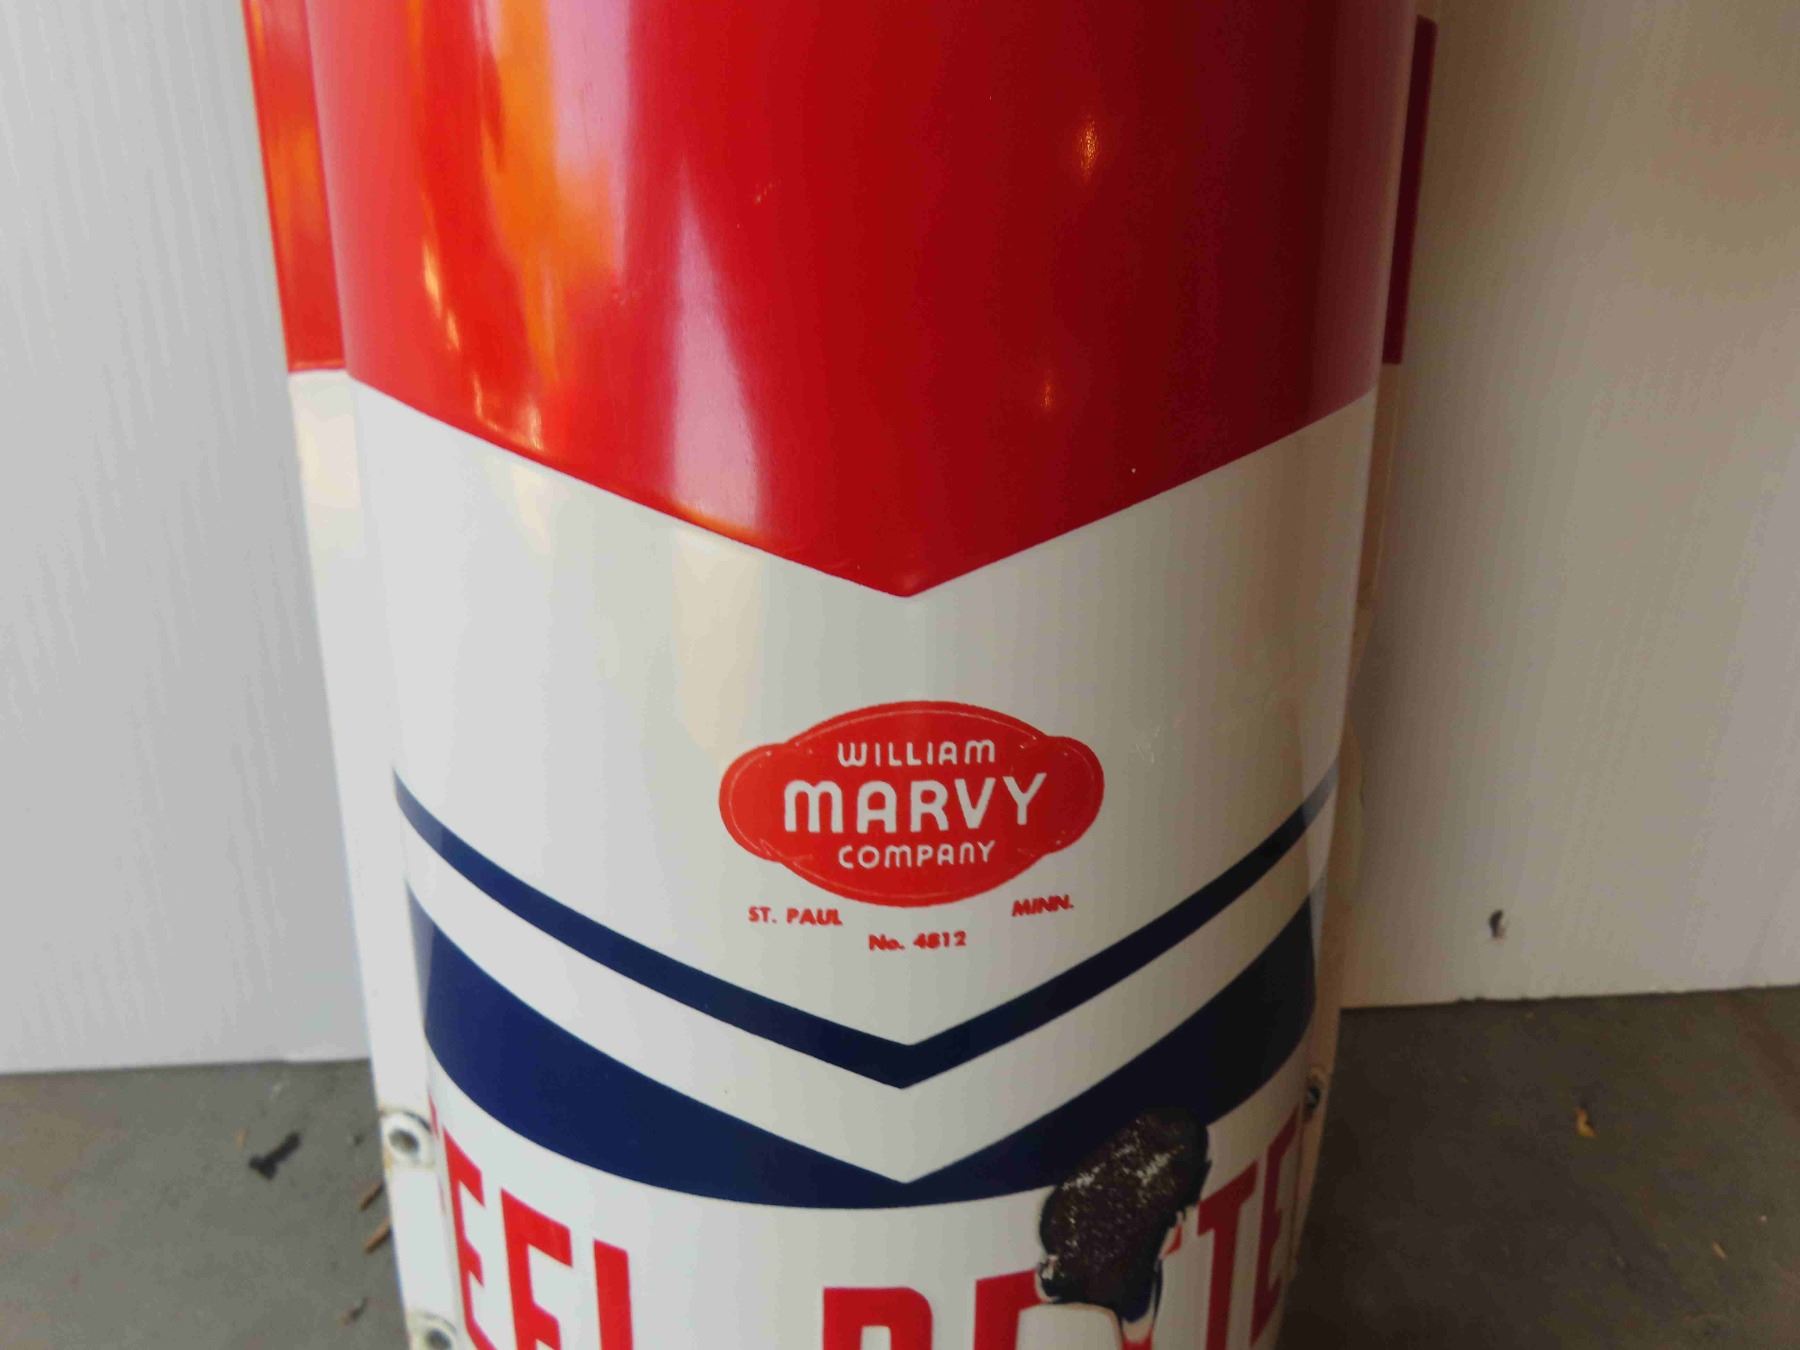 WILLIAM
MARVY
COMPANY
ST. PAUL MINN.
No. 4812